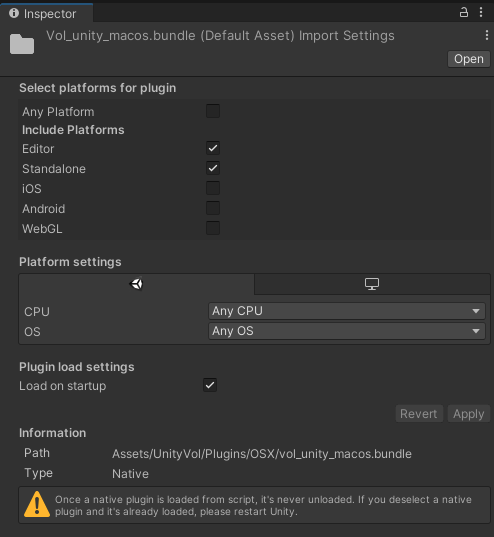 Inspector
Vol_unity_macos.bundle (Default Asset) Import Settings
Open
Select platforms for plugin
Any Platform
Include Platforms
Editor
Standalone
iOS
Android
WebGL
Platform settings
CPU Any CPU
OS Any OS
Plugin load settings
Load on startup
Revert Apply
Information
Path Assets/UnityVol/Plugins/OSX/vol_unity_macos.bundle
Type Native
Once a native plugin is loaded from script, it's never unloaded. If you deselect a native
plugin and it's already loaded, please restart Unity.